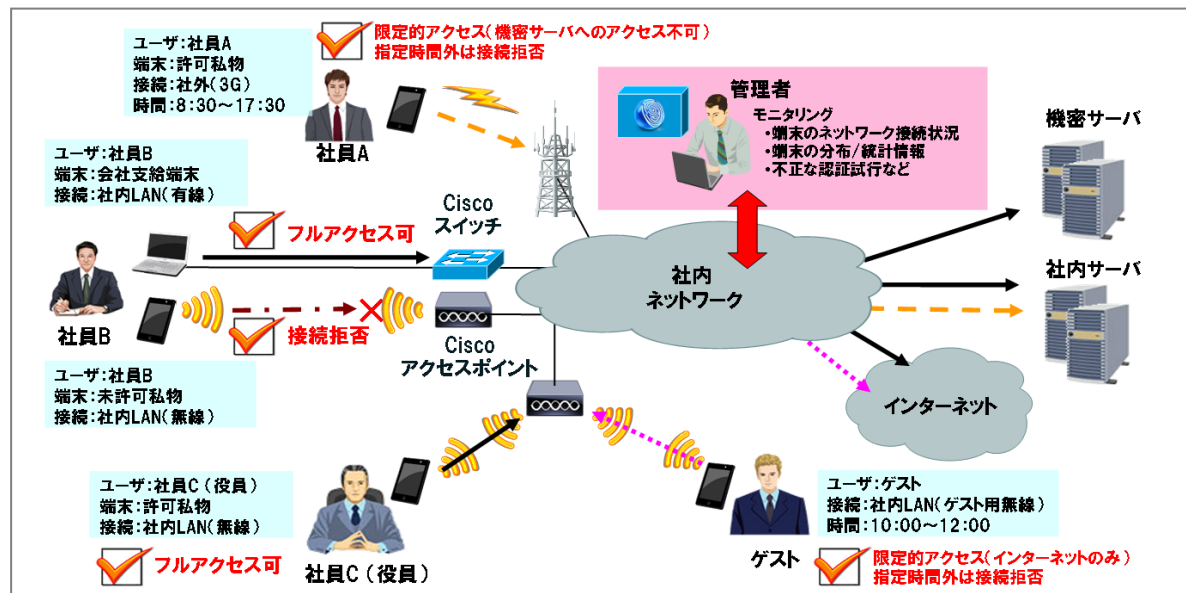 ユーザ:社員A
端末:許可私物
接続:社外(3G)
時間:8:30～17:30
限定的アクセス(機密サーバへのアクセス不可)
指定時間外は接続拒否
社員A
管理者
モニタリング
・端末のネットワーク接続状況
・端末の分布/統計情報
・不正な認証試行など
機密サーバ
ユーザ:社員B
端末:会社支給端末
接続:社内LAN(有線)
フルアクセス可
Cisco
スイッチ
社内
ネットワーク
社内サーバ
社員B
接続拒否
Cisco
アクセスポイント
ユーザ:社員B
端末:未許可私物
接続:社内LAN(無線)
インターネット
ユーザ:社員C(役員)
端末:許可私物
接続:社内LAN(無線)
フルアクセス可
社員C(役員)
ゲスト
ユーザ:ゲスト
接続:社内LAN(ゲスト用無線)
時間:10:00～12:00
限定的アクセス(インターネットのみ)
指定時間外は接続拒否